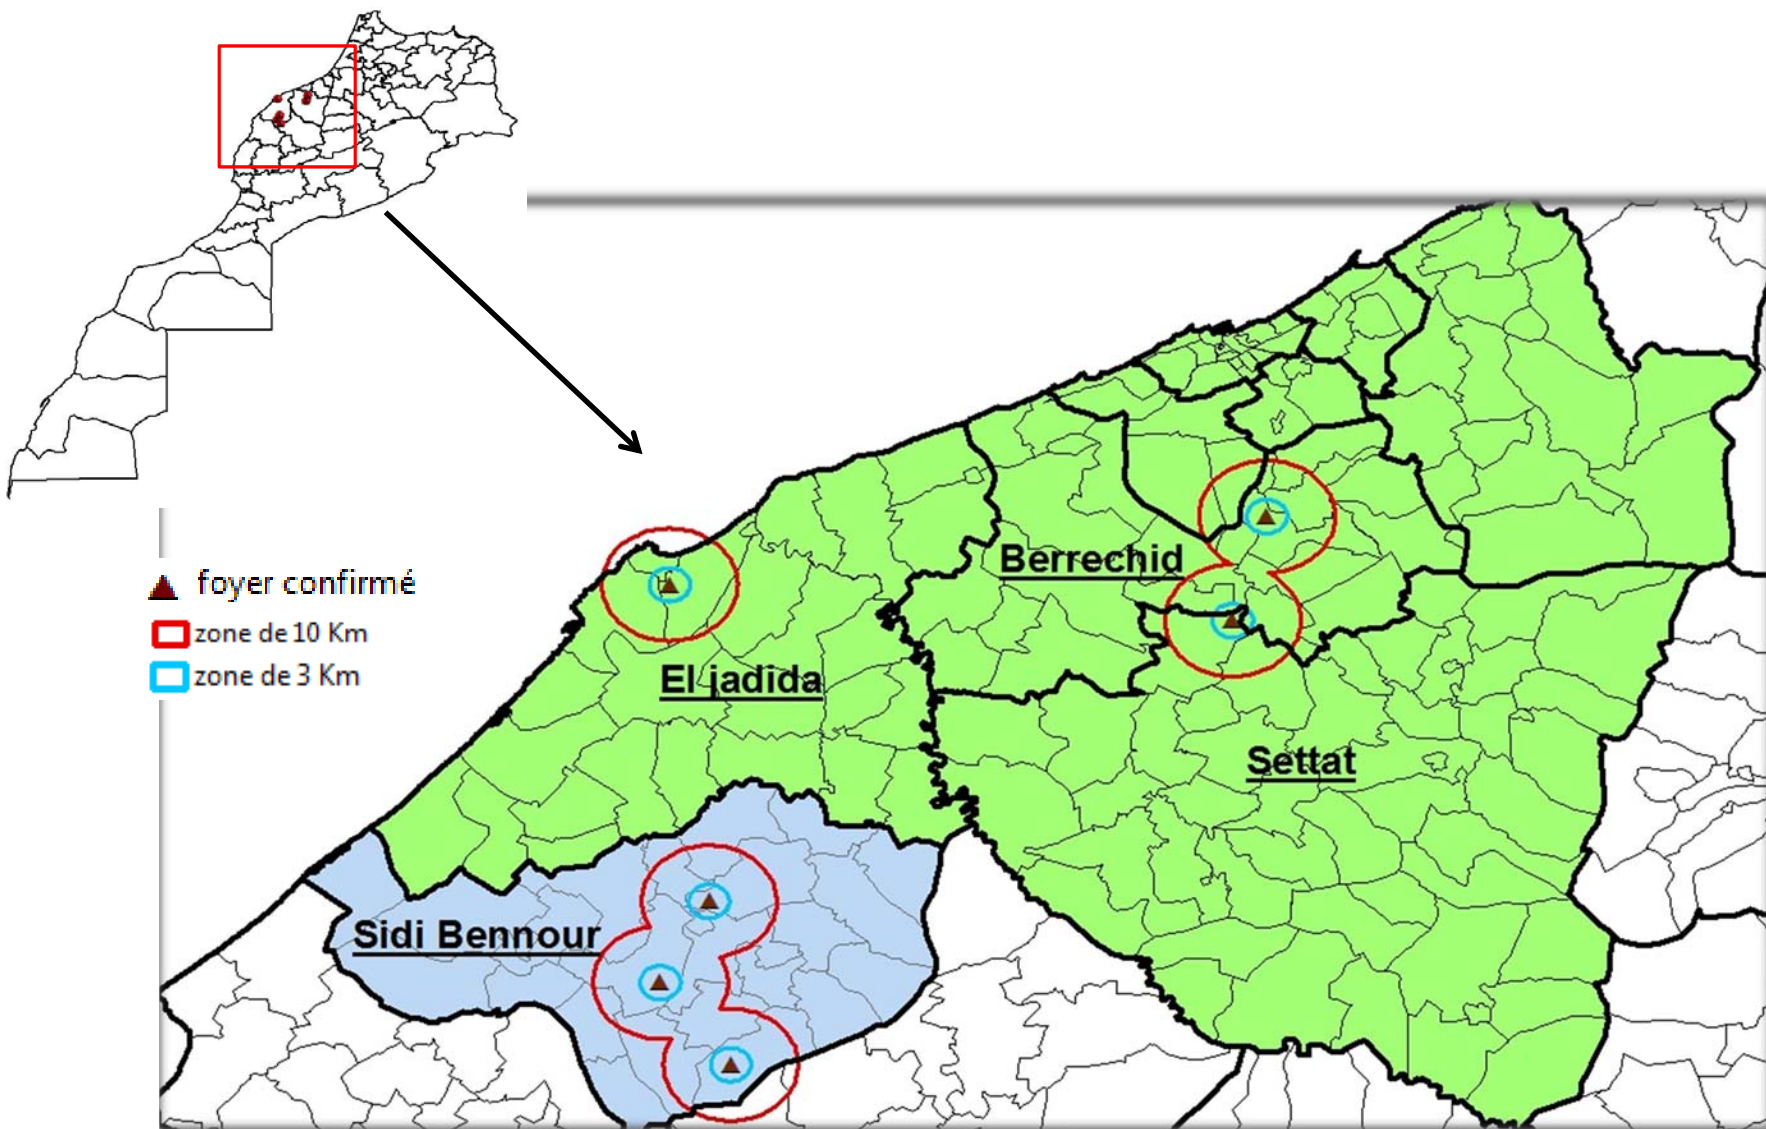 foyer confirmé
zone de 10 Km
zone de 3 Km
Berrechid
El jadida
Settat
Sidi Bennour